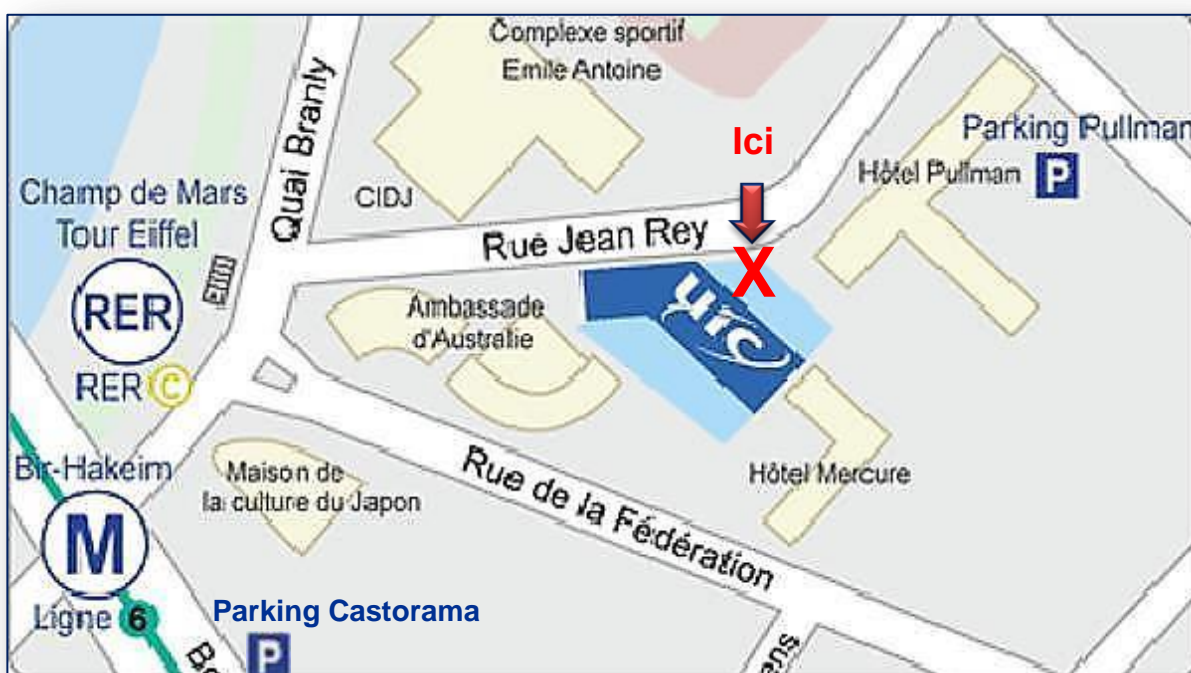 Complexe sportif
Emile Antoine
Quai Branly
Ici
Parking Pullman
Hôtel Pullman
P
CIDJ
Champ de Mars
Tour Eiffel
RER
RER C
Rue Jean Rey
Ambassade
d'Australie
uic
Bir-Hakeim
M
Ligne 6
Maison de
la culture du Japon
Rue de la Fédération
Hôtel Mercure
Parking Castorama
P
X